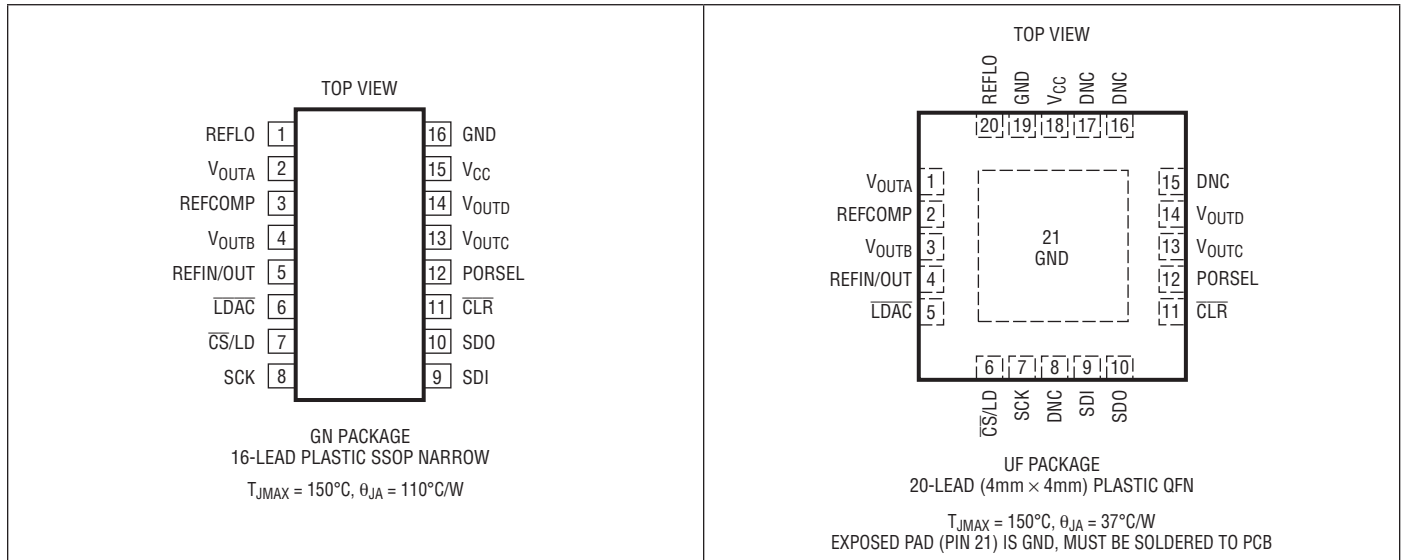 TOP VIEW
REFLO 1
VOUTA 2
REFCOMP 3
VOUTB 4
REFIN/OUT 5
LDAC 6
CS/LD 7
SCK 8
16 GND
15 VCC
14 VOUTD
13 VOUTC
12 PORSEL
11 CLR
10 SDO
9 SDI
GN PACKAGE
16-LEAD PLASTIC SSOP NARROW
TJMAX = 150°C, θJA = 110°C/W
TOP VIEW
REFLO GND VCC DNC DNC
20 19 18 17 16
VOUTA 1
REFCOMP 2
VOUTB 3
REFIN/OUT 4
LDAC 5
21
GND
15 DNC
14 VOUTD
13 VOUTC
12 PORSEL
11 CLR
6 7 8 9 10
CS/LD SCK DNC SDI SDO
UF PACKAGE
20-LEAD (4mm × 4mm) PLASTIC QFN
TJMAX = 150°C, θJA = 37°C/W
EXPOSED PAD (PIN 21) IS GND, MUST BE SOLDERED TO PCB